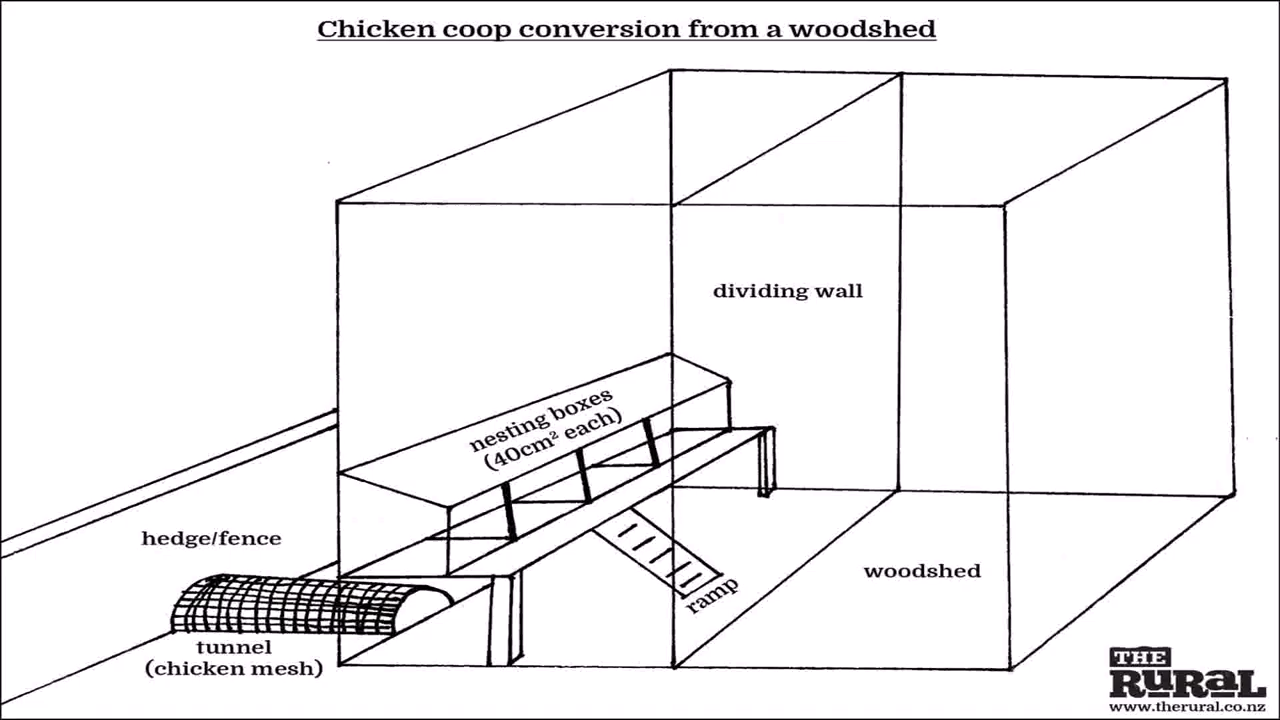 Chicken coop conversion from a woodshed
dividing wall
nesting boxes
(40cm² each)
hedge/fence
woodshed
ramp
tunnel
(chicken mesh)
THE
RURAL
www.therural.co.nz